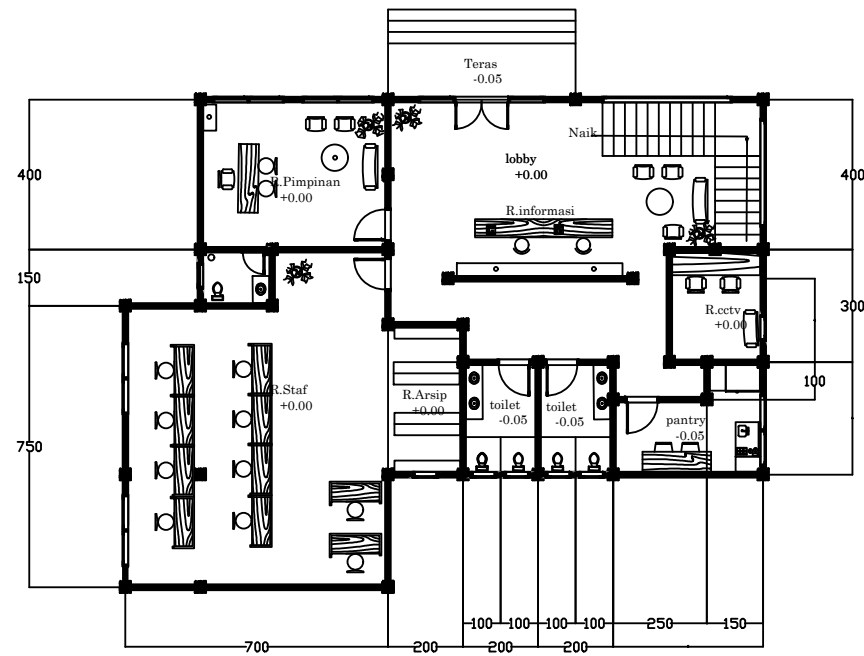 Teras
-0.05
Naik
lobby
+0.00
400
400
R.Pimpinan
+0.00
R.informasi
150
300
R.cctv
+0.00
100
R.Staf
+0.00
R.Arsip
+0.00
toilet
-0.05
toilet
-0.05
pantry
-0.05
750
100
100
100
100
250
150
700
200
200
200